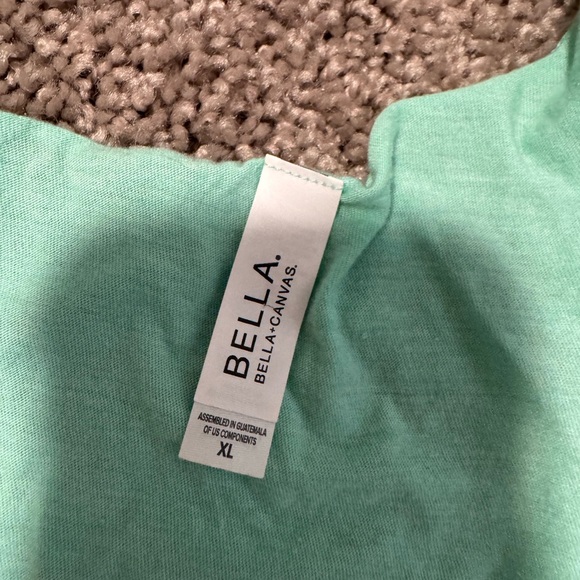 BELLA.
BELLA+CANVAS.
ASSEMBLED IN GUATEMALA
OF US COMPONENTS
XL